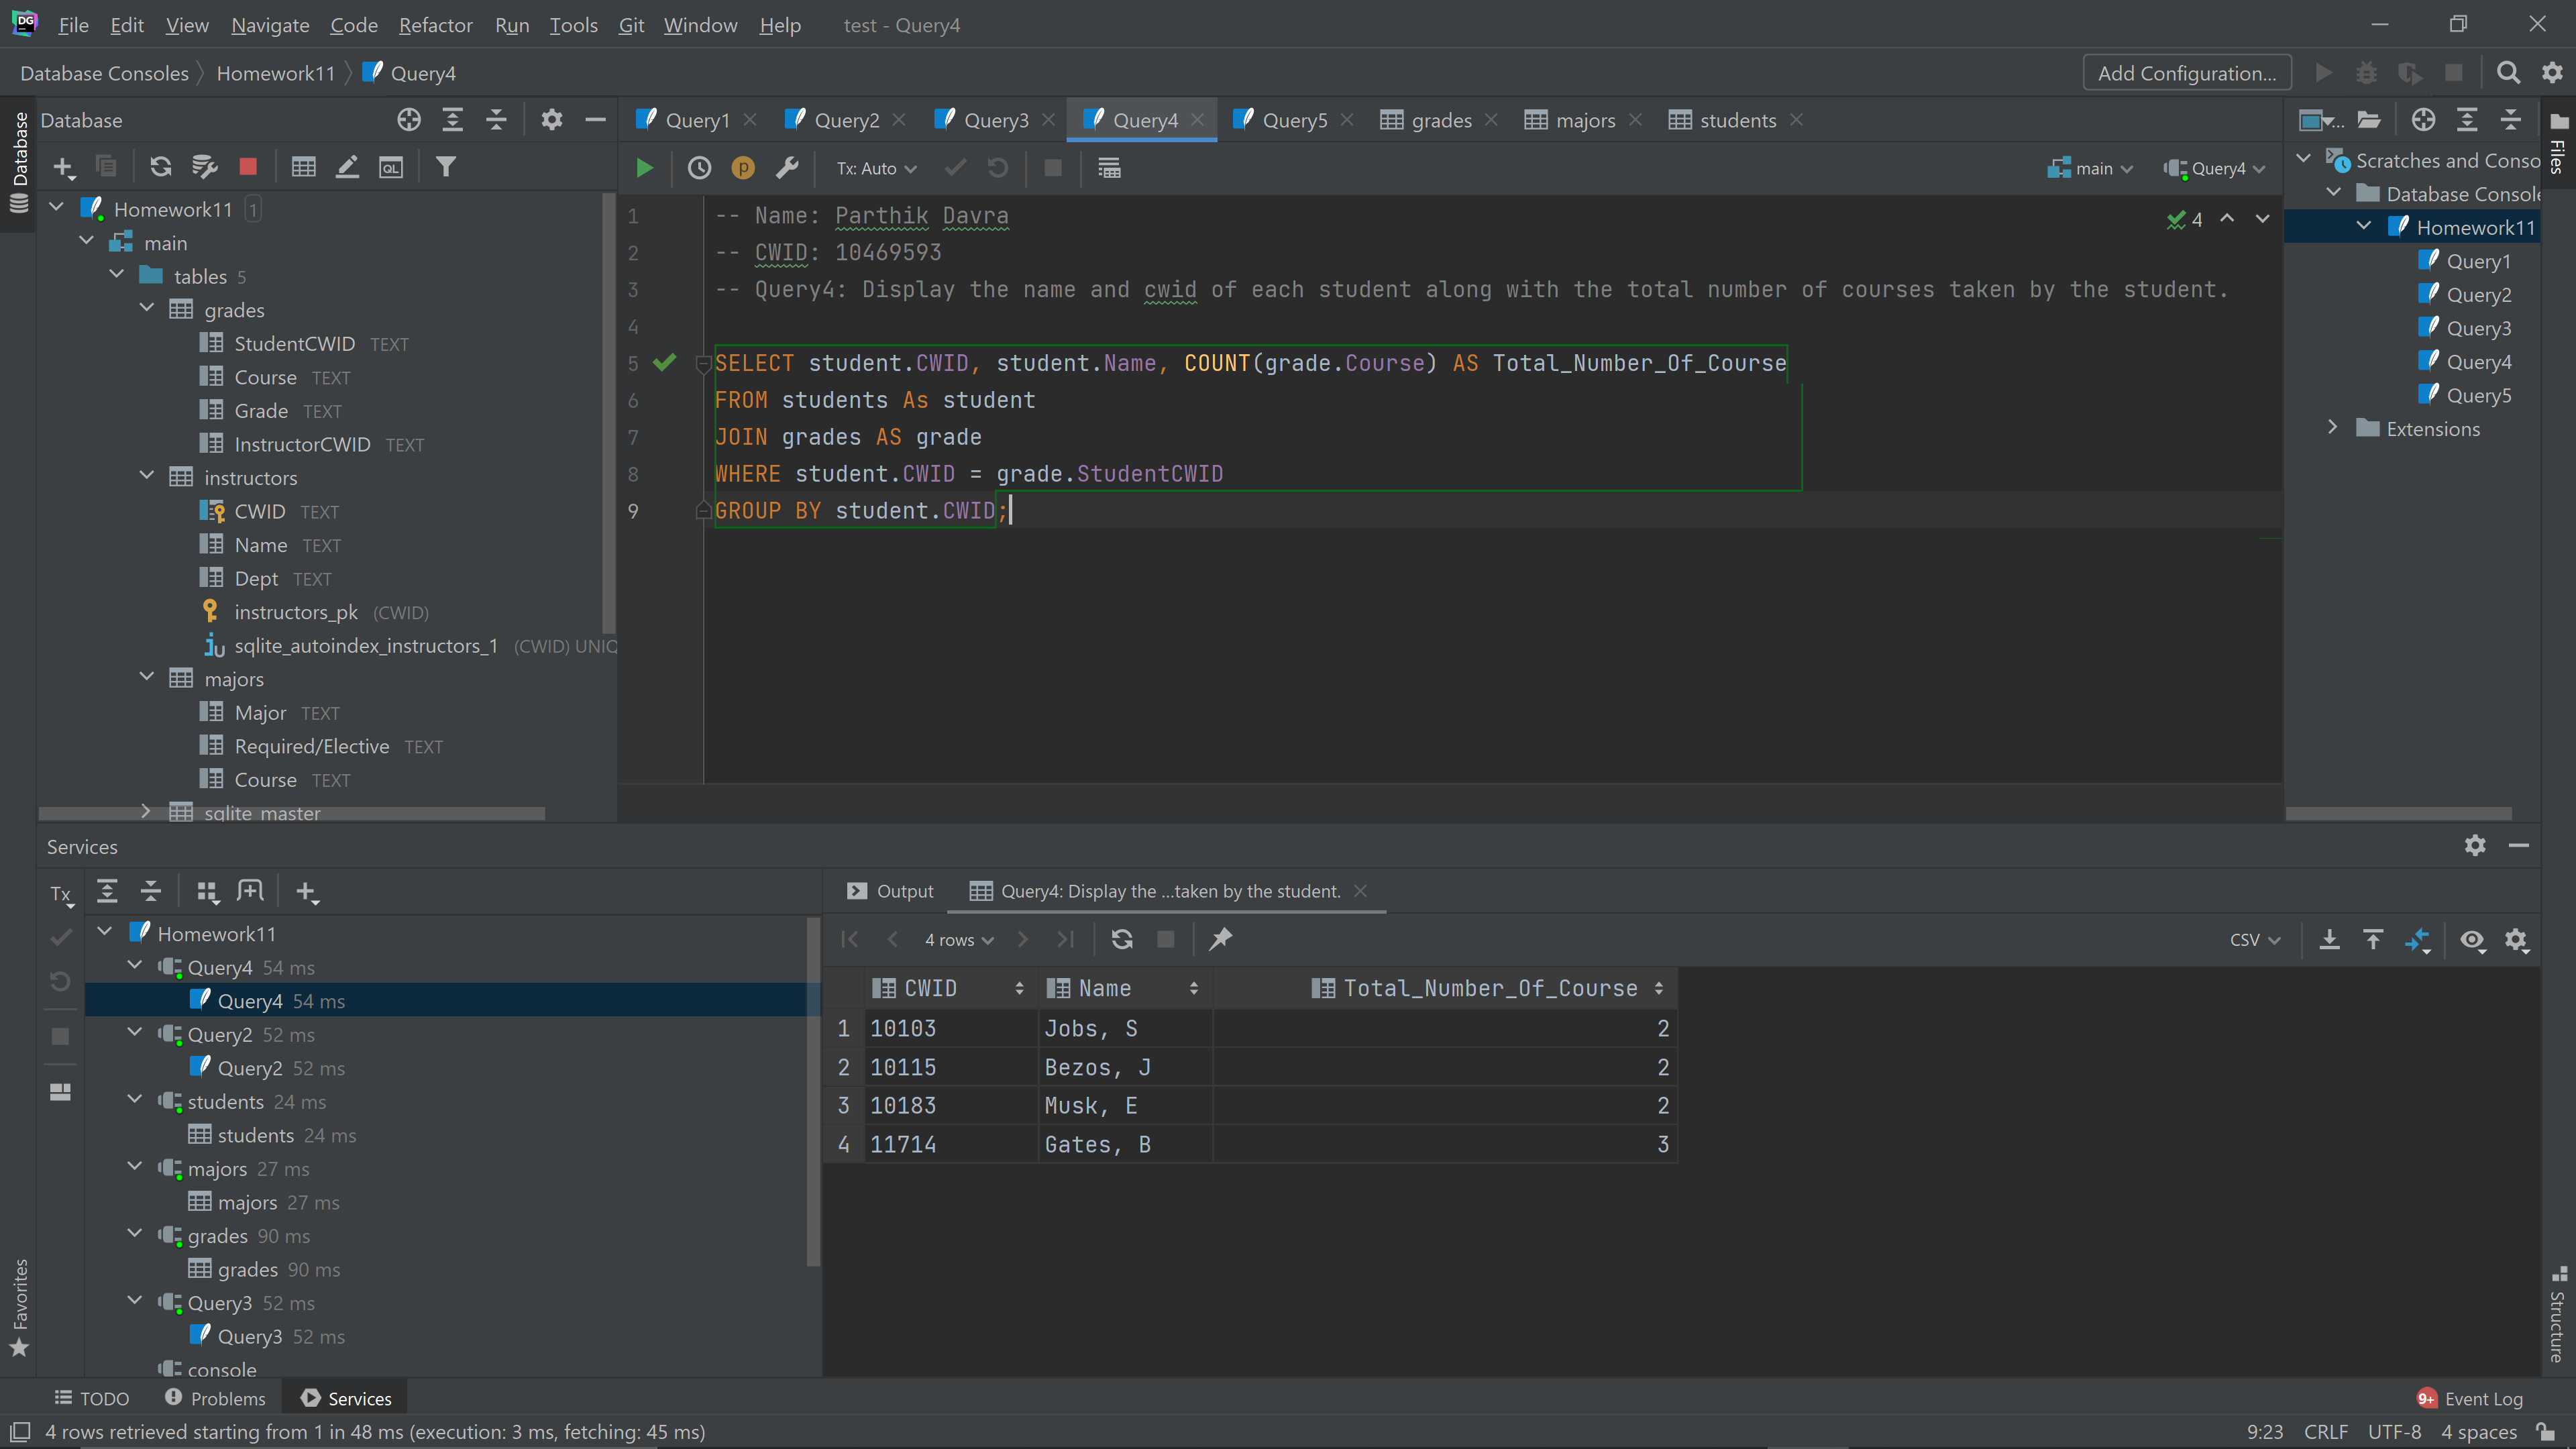 DG File Edit View Navigate Code Refactor Run Tools Git Window Help test - Query4
Database Consoles Homework11 Query4 Add Configuration...
Database
Database
Query1 Query2 Query3 Query4 Query5 grades majors students
QL
Tx: Auto main Query4
Homework11 1
main
tables 5
grades
StudentCWID TEXT
Course TEXT
Grade TEXT
InstructorCWID TEXT
instructors
CWID TEXT
Name TEXT
Dept TEXT
instructors_pk (CWID)
sqlite_autoindex_instructors_1 (CWID) UNIQ
majors
Major TEXT
Required/Elective TEXT
Course TEXT
sqlite_master
1 -- Name: Parthik Davra
2 -- CWID: 10469593
3 -- Query4: Display the name and cwid of each student along with the total number of courses taken by the student.
4
5 SELECT student.CWID, student.Name, COUNT(grade.Course) AS Total_Number_Of_Course
6 FROM students As student
7 JOIN grades AS grade
8 WHERE student.CWID = grade.StudentCWID
9 GROUP BY student.CWID;
4
Scratches and Conso
Database Console
Homework11
Query1
Query2
Query3
Query4
Query5
Extensions
Files
Services
Tx
Homework11
Query4 54 ms
Query4 54 ms
Query2 52 ms
Query2 52 ms
students 24 ms
students 24 ms
majors 27 ms
majors 27 ms
grades 90 ms
grades 90 ms
Query3 52 ms
Query3 52 ms
console
Output Query4: Display the ...taken by the student.
4 rows CSV
CWID Name Total_Number_Of_Course
1 10103 Jobs, S 2
2 10115 Bezos, J 2
3 10183 Musk, E 2
4 11714 Gates, B 3
Favorites
Structure
TODO Problems Services 9+ Event Log
4 rows retrieved starting from 1 in 48 ms (execution: 3 ms, fetching: 45 ms) 9:23 CRLF UTF-8 4 spaces